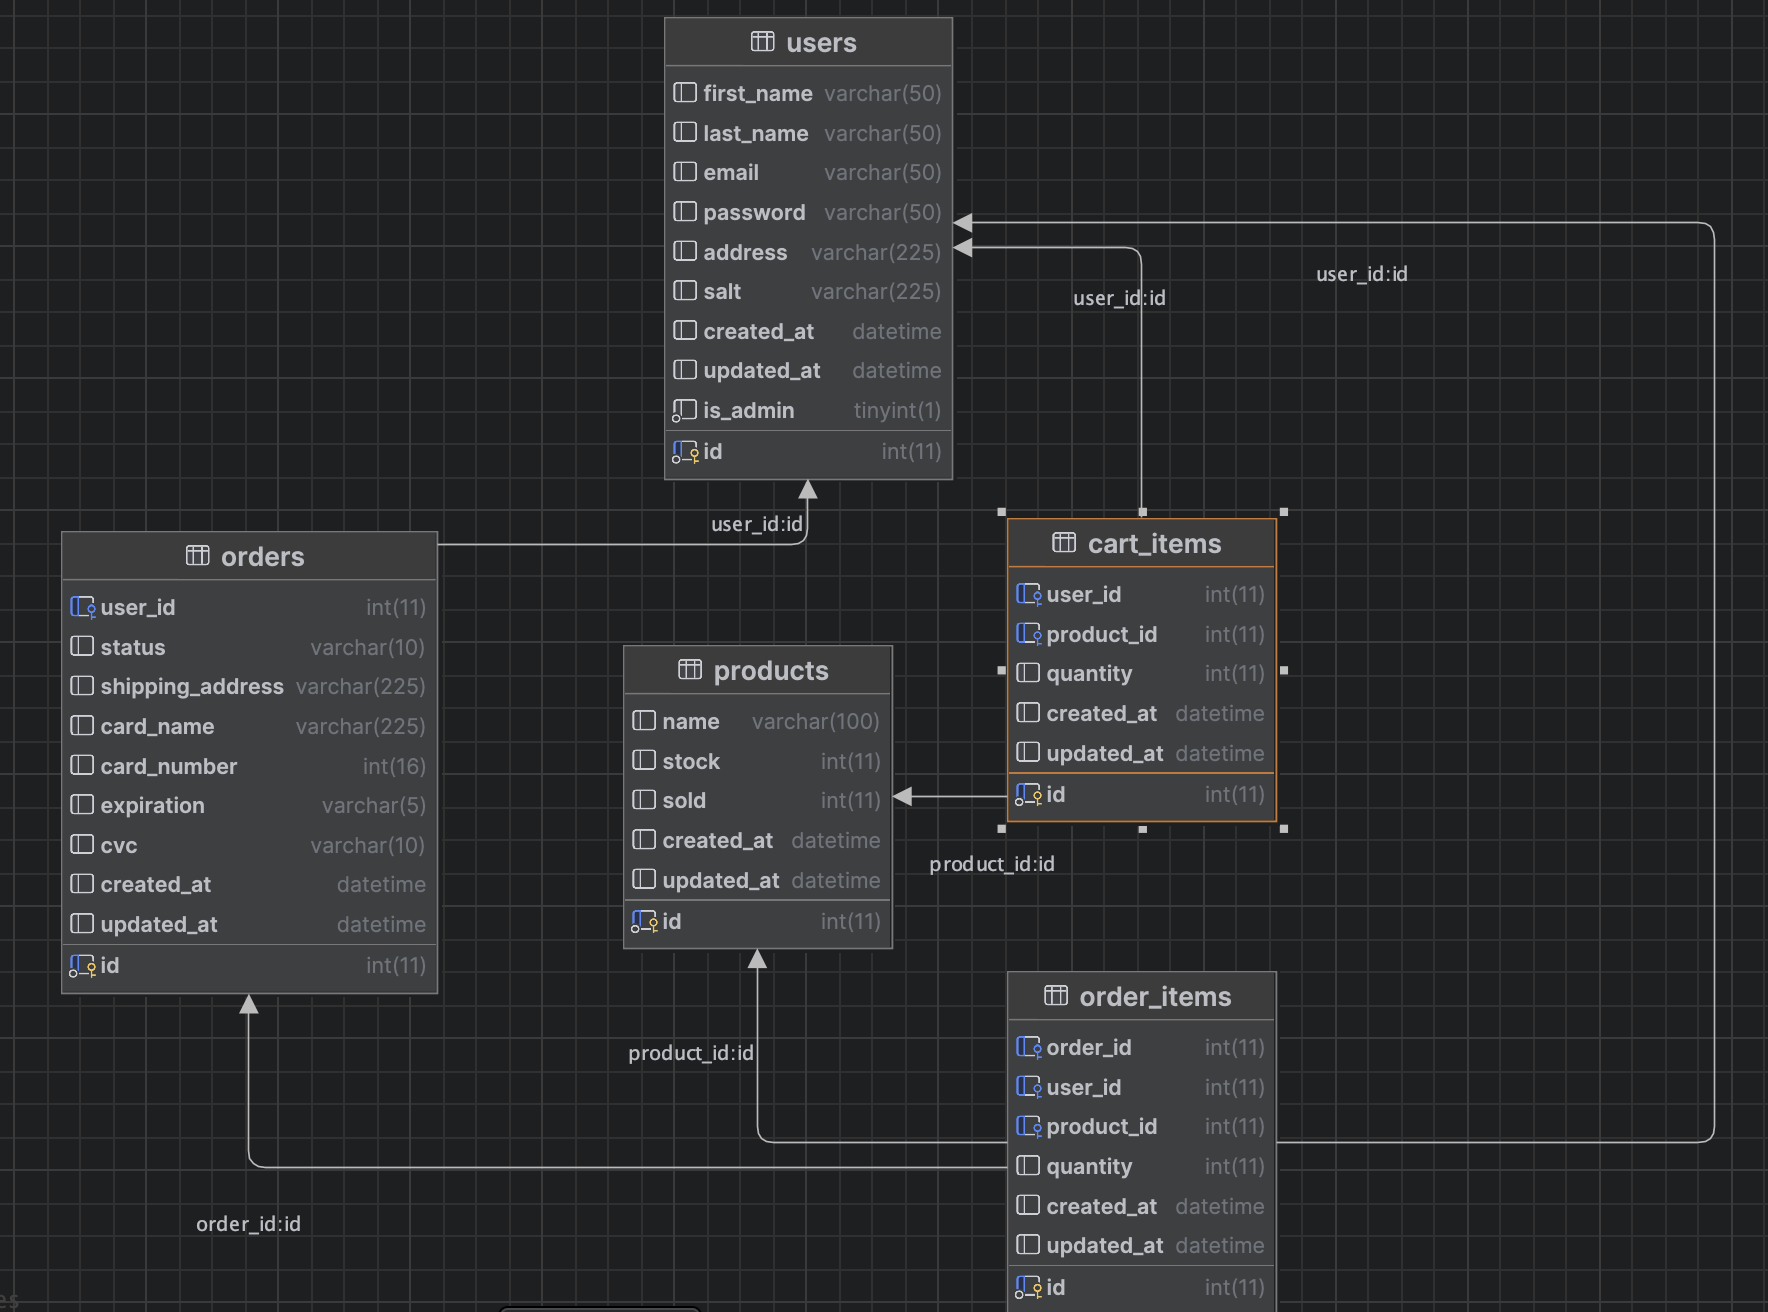 users
first_name varchar(50)
last_name varchar(50)
email varchar(50)
password varchar(50)
address varchar(225)
salt varchar(225)
created_at datetime
updated_at datetime
is_admin tinyint(1)
id int(11)
user_id:id
user_id:id
user_id:id
orders
user_id int(11)
status varchar(10)
shipping_address varchar(225)
card_name varchar(225)
card_number int(16)
expiration varchar(5)
cvc varchar(10)
created_at datetime
updated_at datetime
id int(11)
products
name varchar(100)
stock int(11)
sold int(11)
created_at datetime
updated_at datetime
id int(11)
cart_items
user_id int(11)
product_id int(11)
quantity int(11)
created_at datetime
updated_at datetime
id int(11)
product_id:id
product_id:id
order_id:id
order_items
order_id int(11)
user_id int(11)
product_id int(11)
quantity int(11)
created_at datetime
updated_at datetime
id int(11)